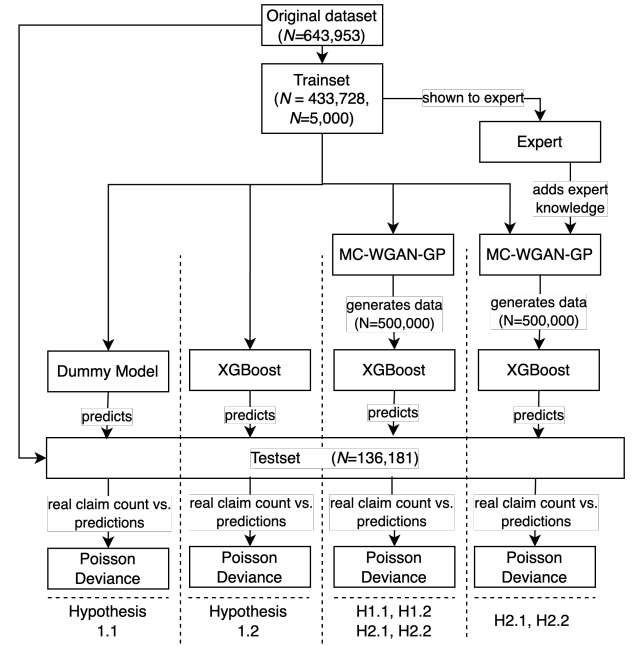 Original dataset
(N=643,953)
Trainset
(N = 433,728,
N=5,000)
shown to expert
Expert
adds expert
knowledge
MC-WGAN-GP
MC-WGAN-GP
generates data
(N=500,000)
generates data
(N=500,000)
Dummy Model
XGBoost
XGBoost
XGBoost
predicts
predicts
predicts
predicts
Testset (N=136,181)
real claim count vs.
predictions
real claim count vs.
predictions
real claim count vs.
predictions
real claim count vs.
predictions
Poisson
Deviance
Poisson
Deviance
Poisson
Deviance
Poisson
Deviance
Hypothesis
1.1
Hypothesis
1.2
H1.1, H1.2
H2.1, H2.2
H2.1, H2.2